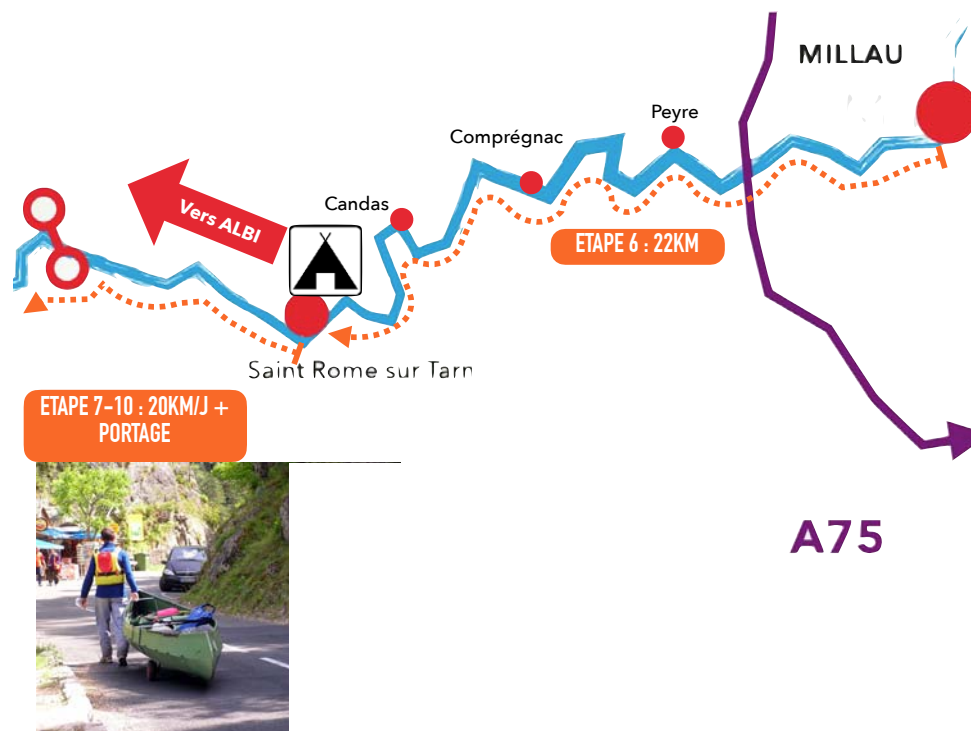 MILLAU
Peyre
Comprégnac
Candas
Vers ALBI
ETAPE 6 : 22KM
Saint Rome sur Tarn
ETAPE 7-10 : 20KM/J +
PORTAGE
A75